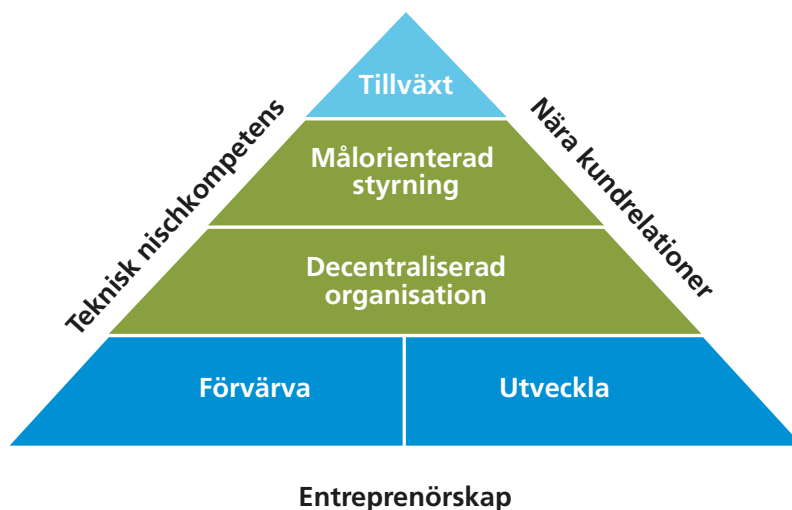 Tillväxt
Teknisk nischkompetens
Nära kundrelationer
Målorienterad
styrning
Decentraliserad
organisation
Förvärva
Utveckla
Entreprenörskap